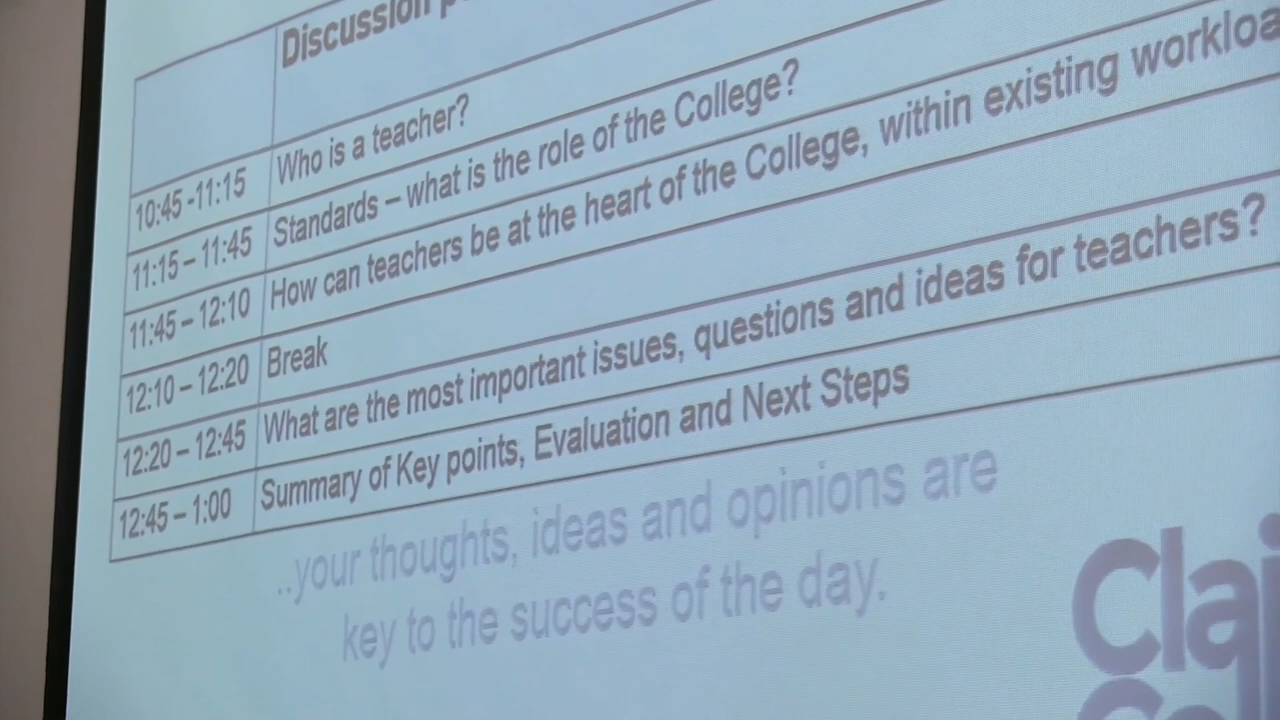 Discussion
10:45 -11:15 Who is a teacher?
11:15 – 11:45 Standards – what is the role of the College?
11:45 – 12:10 How can teachers be at the heart of the College, within existing
12:10 – 12:20 Break
12:20 – 12:45 What are the most important issues, questions and ideas for teachers?
12:45 – 1:00 Summary of Key points, Evaluation and Next Steps
..your thoughts, ideas and opinions are
key to the success of the day.